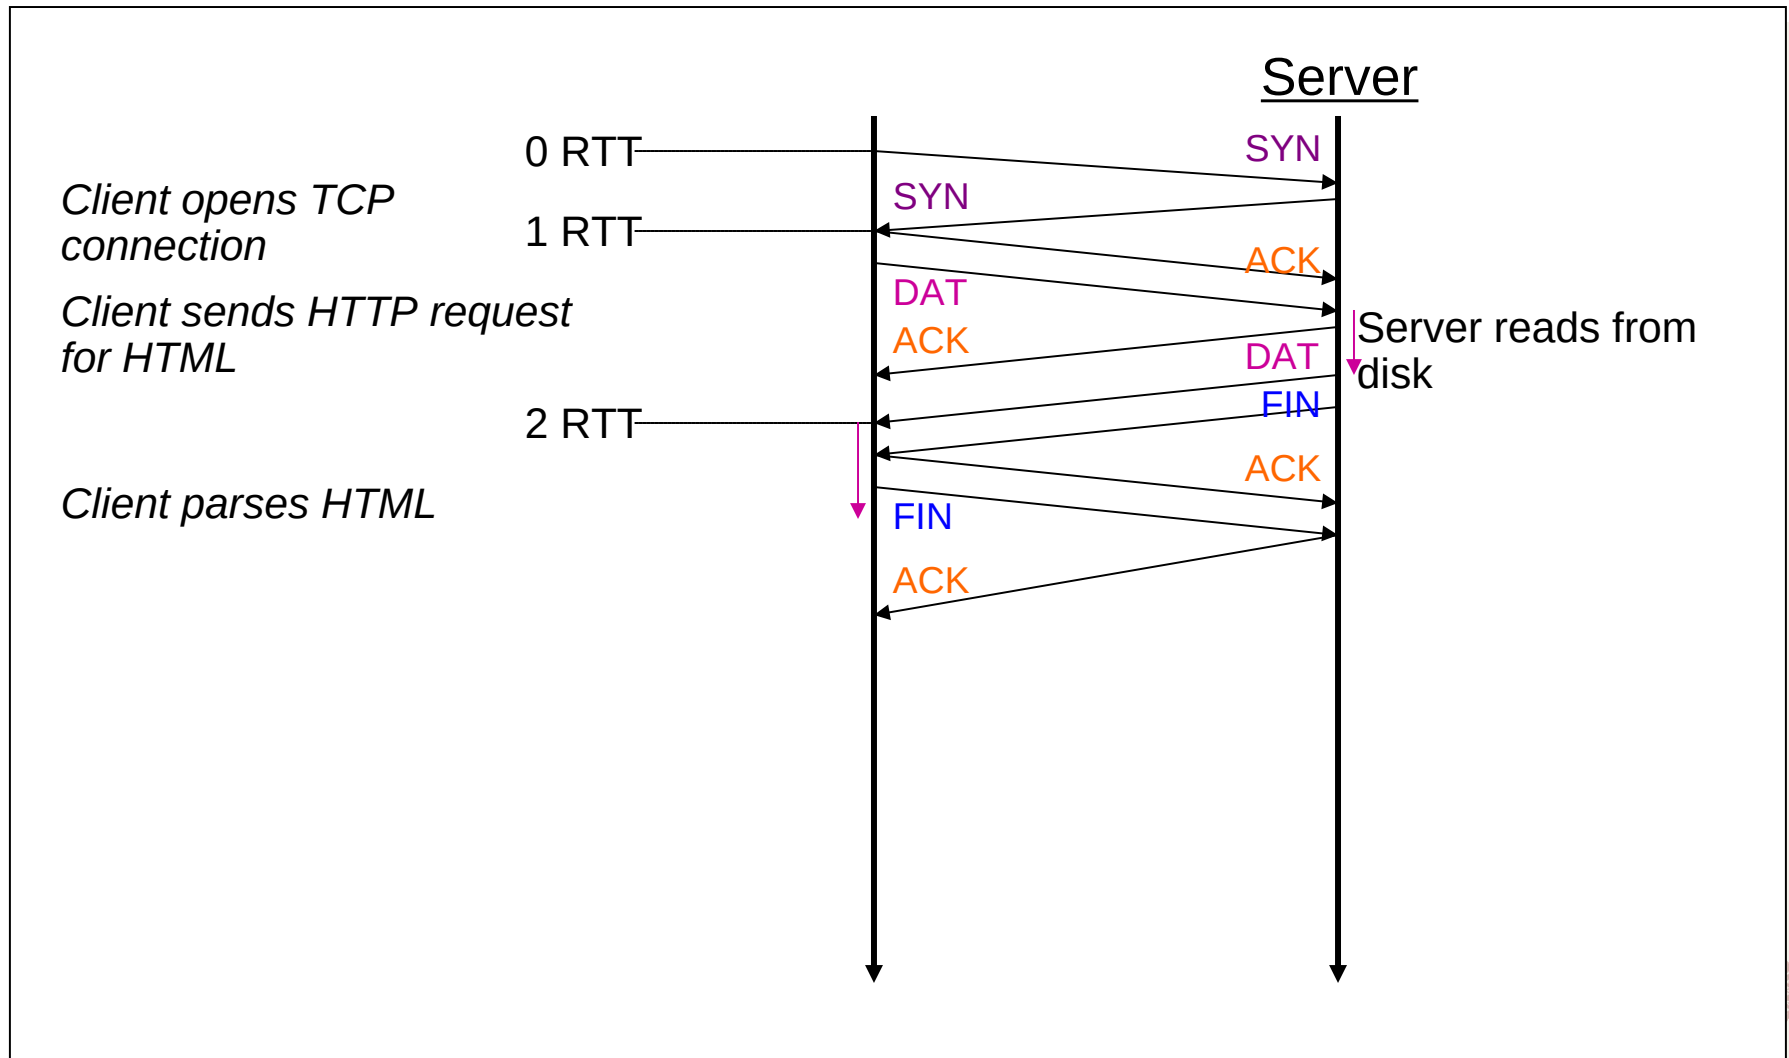 Server
0 RTT
SYN
Client opens TCP
connection
SYN
1 RTT
ACK
Client sends HTTP request
for HTML
DAT
Server reads from
disk
ACK
DAT
FIN
2 RTT
ACK
Client parses HTML
FIN
ACK